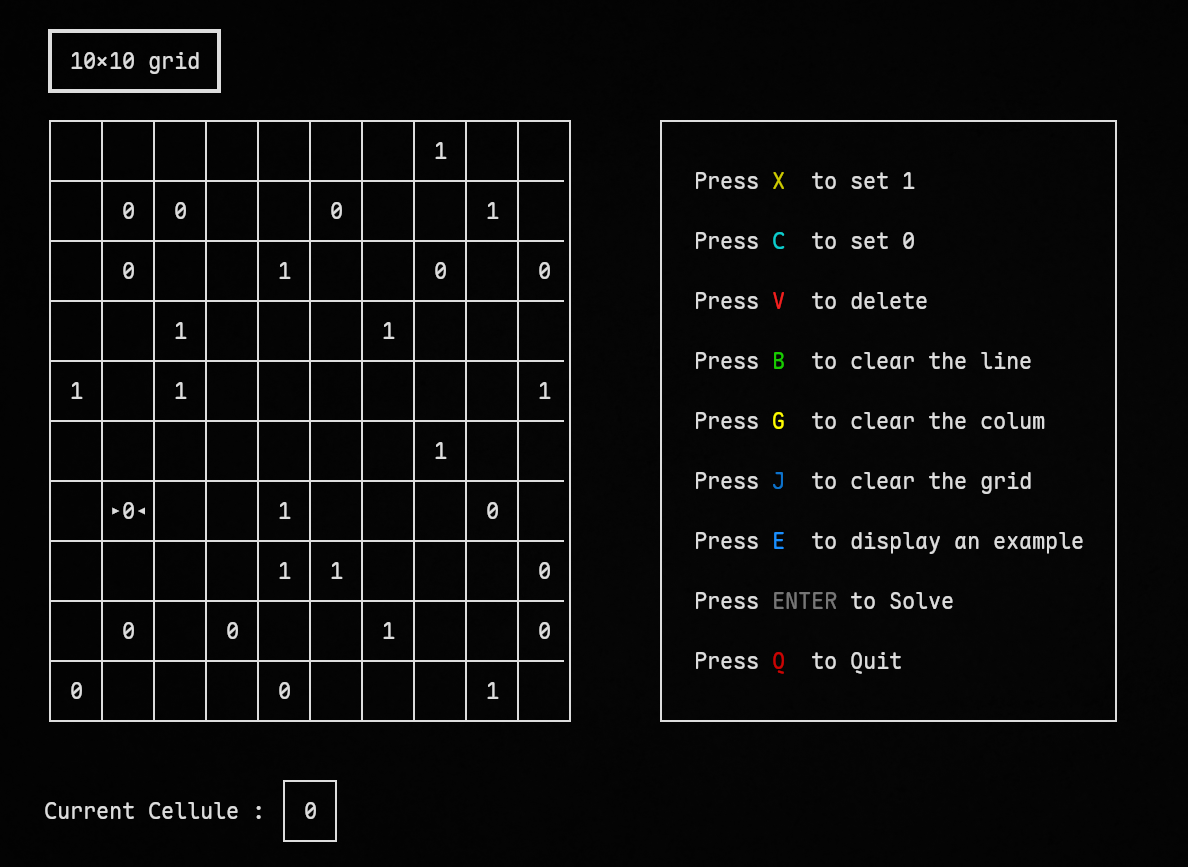 10×10 grid
1
0 0 0 1
0 1 0 0
1 1
1 1 1
1
▸0◂ 1 0
1 1 0
0 0 1 0
0 0 1
Press X to set 1
Press C to set 0
Press V to delete
Press B to clear the line
Press G to clear the colum
Press J to clear the grid
Press E to display an example
Press ENTER to Solve
Press Q to Quit
Current Cellule : 0